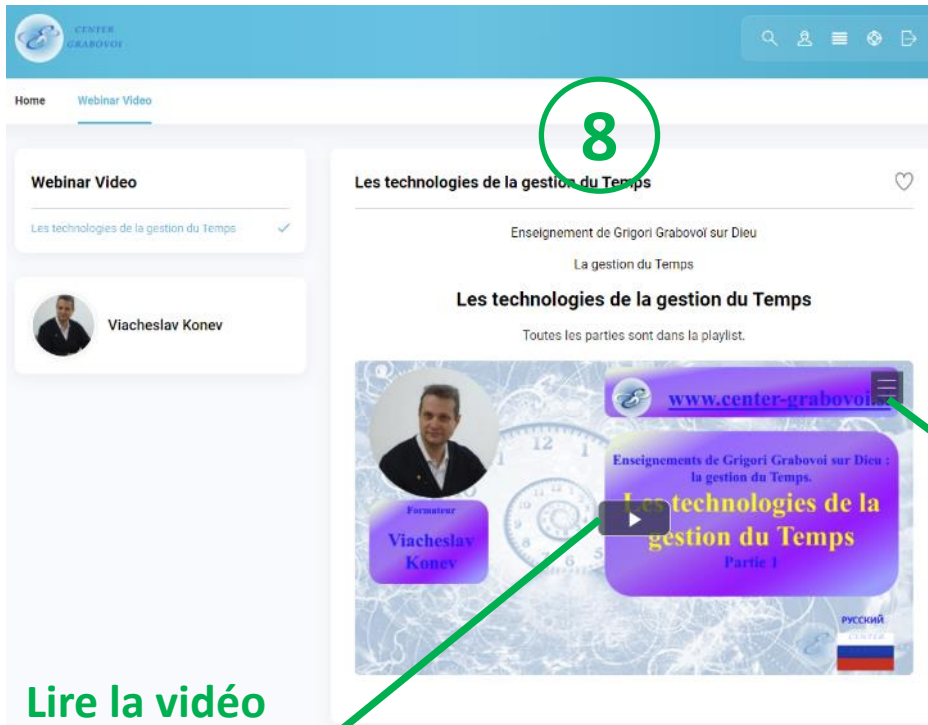 CENTER
GRABOVOI
Home Webinar Video
8
Webinar Video
Les technologies de la gestion du Temps
Viacheslav Konev
Les technologies de la gestion du Temps
Enseignement de Grigori Grabovoï sur Dieu
La gestion du Temps
Les technologies de la gestion du Temps
Toutes les parties sont dans la playlist.
www.center-grabovoi.
12 1
Enseignements de Grigori Grabovoi sur Dieu :
la gestion du Temps.
Les technologies de la
gestion du Temps
Partie 1
Formateur
Viacheslav
Konev
РУССКИЙ
CENTER
Lire la vidéo